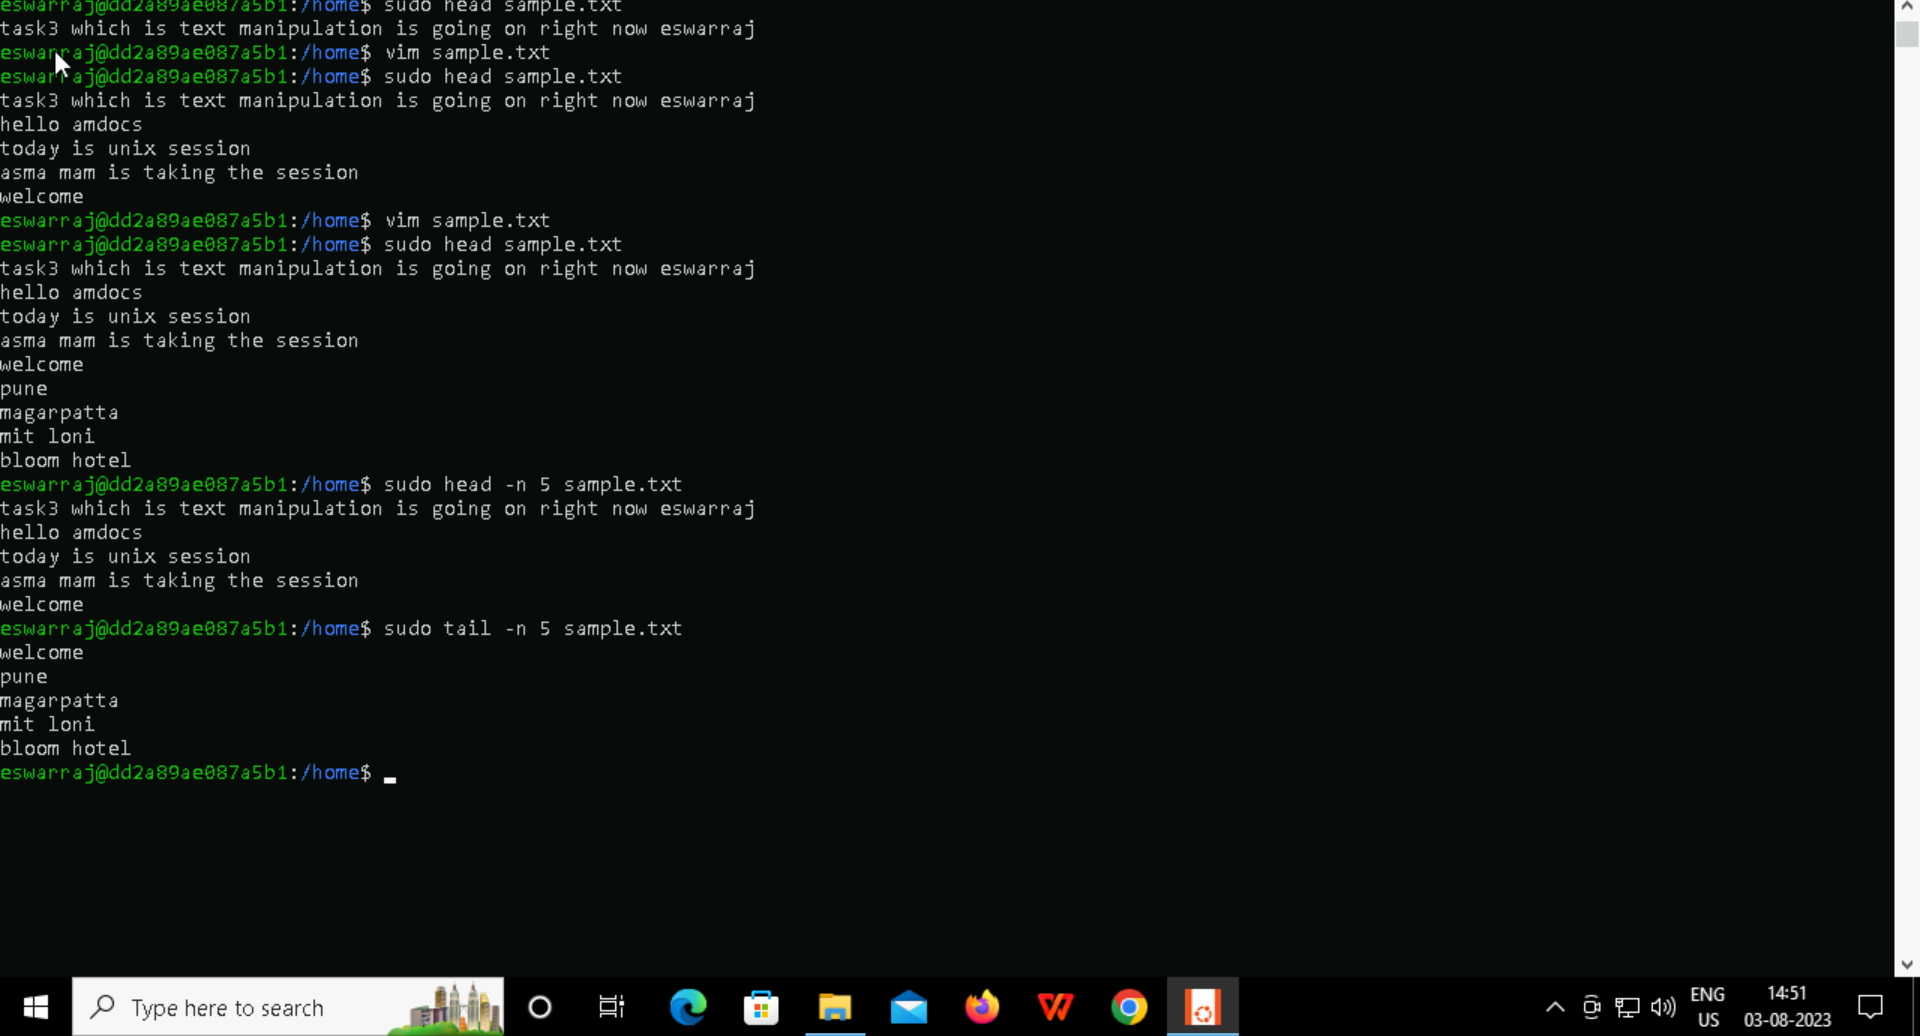 eswarraj@dd2a89ae087a5b1:/home$ sudo head sample.txt
task3 which is text manipulation is going on right now eswarraj
eswarraj@dd2a89ae087a5b1:/home$ vim sample.txt
eswarraj@dd2a89ae087a5b1:/home$ sudo head sample.txt
task3 which is text manipulation is going on right now eswarraj
hello amdocs
today is unix session
asma mam is taking the session
welcome
eswarraj@dd2a89ae087a5b1:/home$ vim sample.txt
eswarraj@dd2a89ae087a5b1:/home$ sudo head sample.txt
task3 which is text manipulation is going on right now eswarraj
hello amdocs
today is unix session
asma mam is taking the session
welcome
pune
magarpatta
mit loni
bloom hotel
eswarraj@dd2a89ae087a5b1:/home$ sudo head -n 5 sample.txt
task3 which is text manipulation is going on right now eswarraj
hello amdocs
today is unix session
asma mam is taking the session
welcome
eswarraj@dd2a89ae087a5b1:/home$ sudo tail -n 5 sample.txt
welcome
pune
magarpatta
mit loni
bloom hotel
eswarraj@dd2a89ae087a5b1:/home$
Type here to search
ENG
US
14:51
03-08-2023